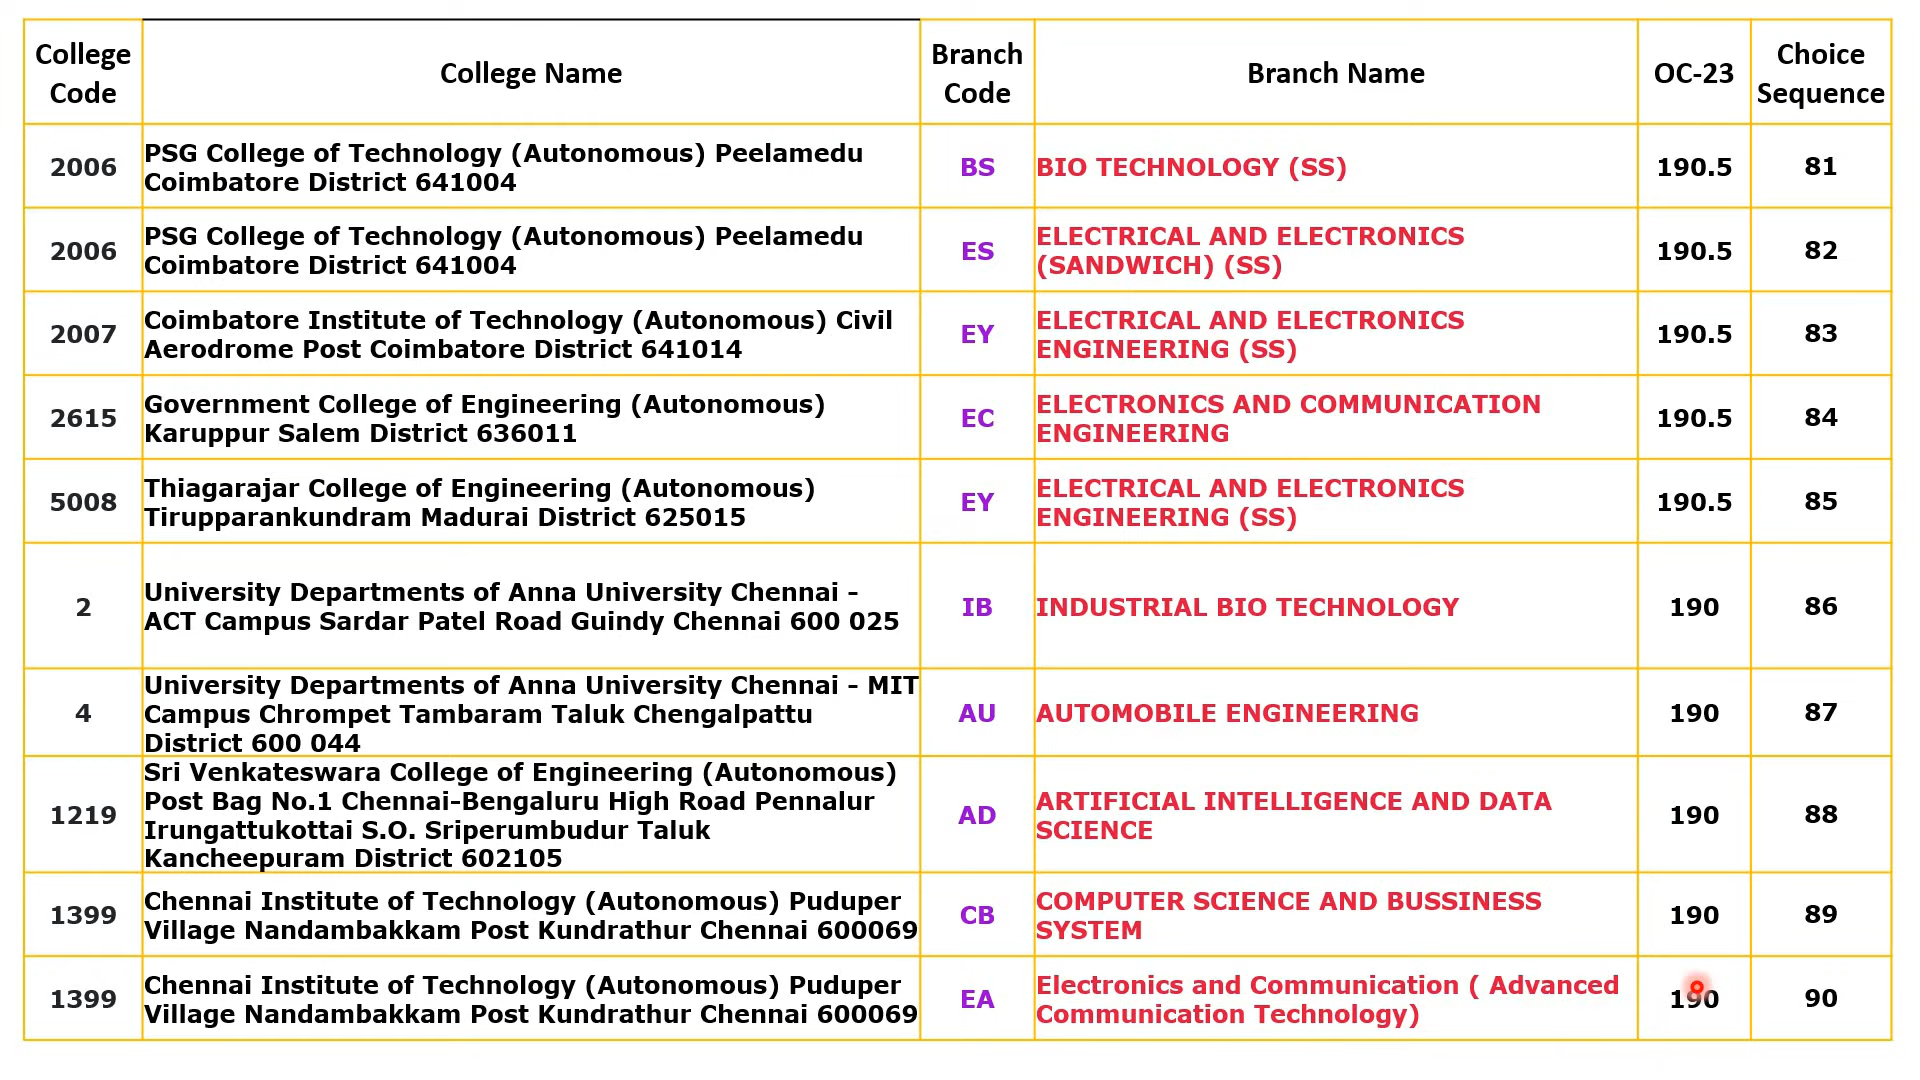 College Code
College Name
Branch Code
Branch Name
OC-23
Choice Sequence
2006
PSG College of Technology (Autonomous) Peelamedu
Coimbatore District 641004
BS
BIO TECHNOLOGY (SS)
190.5
81
2006
PSG College of Technology (Autonomous) Peelamedu
Coimbatore District 641004
ES
ELECTRICAL AND ELECTRONICS
(SANDWICH) (SS)
190.5
82
2007
Coimbatore Institute of Technology (Autonomous) Civil
Aerodrome Post Coimbatore District 641014
EY
ELECTRICAL AND ELECTRONICS
ENGINEERING (SS)
190.5
83
2615
Government College of Engineering (Autonomous)
Karuppur Salem District 636011
EC
ELECTRONICS AND COMMUNICATION
ENGINEERING
190.5
84
5008
Thiagarajar College of Engineering (Autonomous)
Tirupparankundram Madurai District 625015
EY
ELECTRICAL AND ELECTRONICS
ENGINEERING (SS)
190.5
85
2
University Departments of Anna University Chennai -
ACT Campus Sardar Patel Road Guindy Chennai 600 025
IB
INDUSTRIAL BIO TECHNOLOGY
190
86
4
University Departments of Anna University Chennai - MIT
Campus Chrompet Tambaram Taluk Chengalpattu
District 600 044
AU
AUTOMOBILE ENGINEERING
190
87
1219
Sri Venkateswara College of Engineering (Autonomous)
Post Bag No.1 Chennai-Bengaluru High Road Pennalur
Irungattukottai S.O. Sriperumbudur Taluk
Kancheepuram District 602105
AD
ARTIFICIAL INTELLIGENCE AND DATA
SCIENCE
190
88
1399
Chennai Institute of Technology (Autonomous) Puduper
Village Nandambakkam Post Kundrathur Chennai 600069
CB
COMPUTER SCIENCE AND BUSSINESS
SYSTEM
190
89
1399
Chennai Institute of Technology (Autonomous) Puduper
Village Nandambakkam Post Kundrathur Chennai 600069
EA
Electronics and Communication ( Advanced
Communication Technology)
190
90